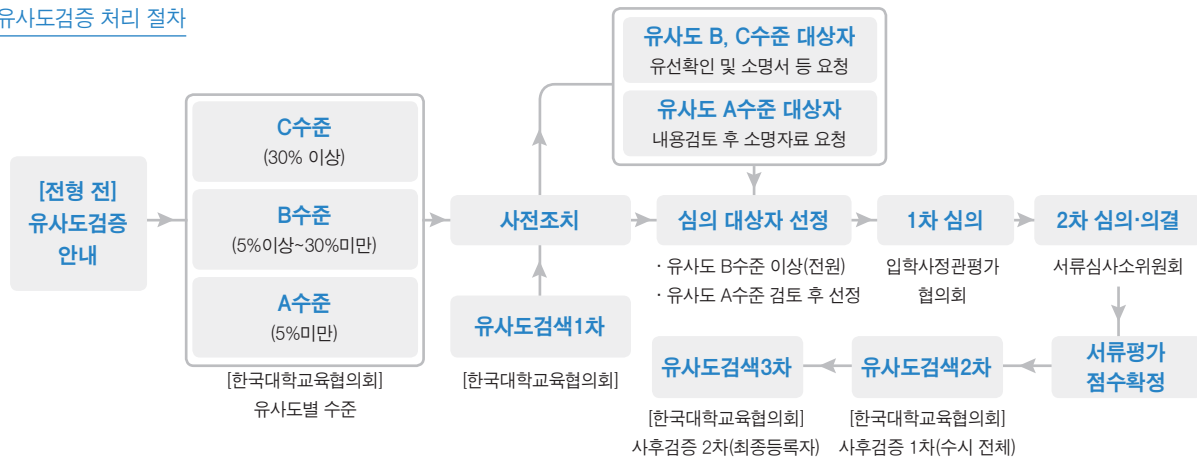 유사도검증 처리 절차
[전형 전]
유사도검증
안내
C수준
(30% 이상)
B수준
(5%이상~30%미만)
A수준
(5%미만)
[한국대학교육협의회]
유사도별 수준
사전조치
유사도검색1차
[한국대학교육협의회]
유사도 B, C수준 대상자
유선확인 및 소명서 등 요청
유사도 A수준 대상자
내용검토 후 소명자료 요청
심의 대상자 선정
· 유사도 B수준 이상(전원)
· 유사도 A수준 검토 후 선정
1차 심의
입학사정관평가
협의회
2차 심의·의결
서류심사소위원회
서류평가
점수확정
유사도검색2차
[한국대학교육협의회]
사후검증 1차(수시 전체)
유사도검색3차
[한국대학교육협의회]
사후검증 2차(최종등록자)